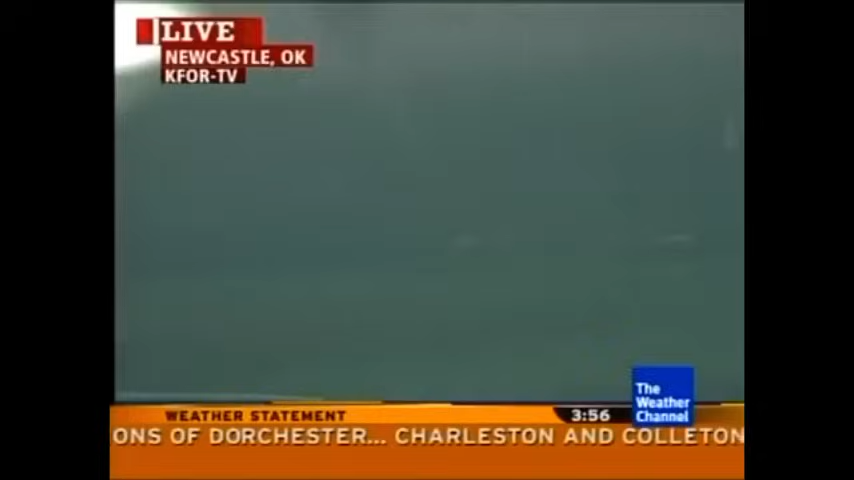 LIVE
NEWCASTLE, OK
KFOR-TV
The
Weather
Channel
WEATHER STATEMENT
3:56
ONS OF DORCHESTER... CHARLESTON AND COLLETON